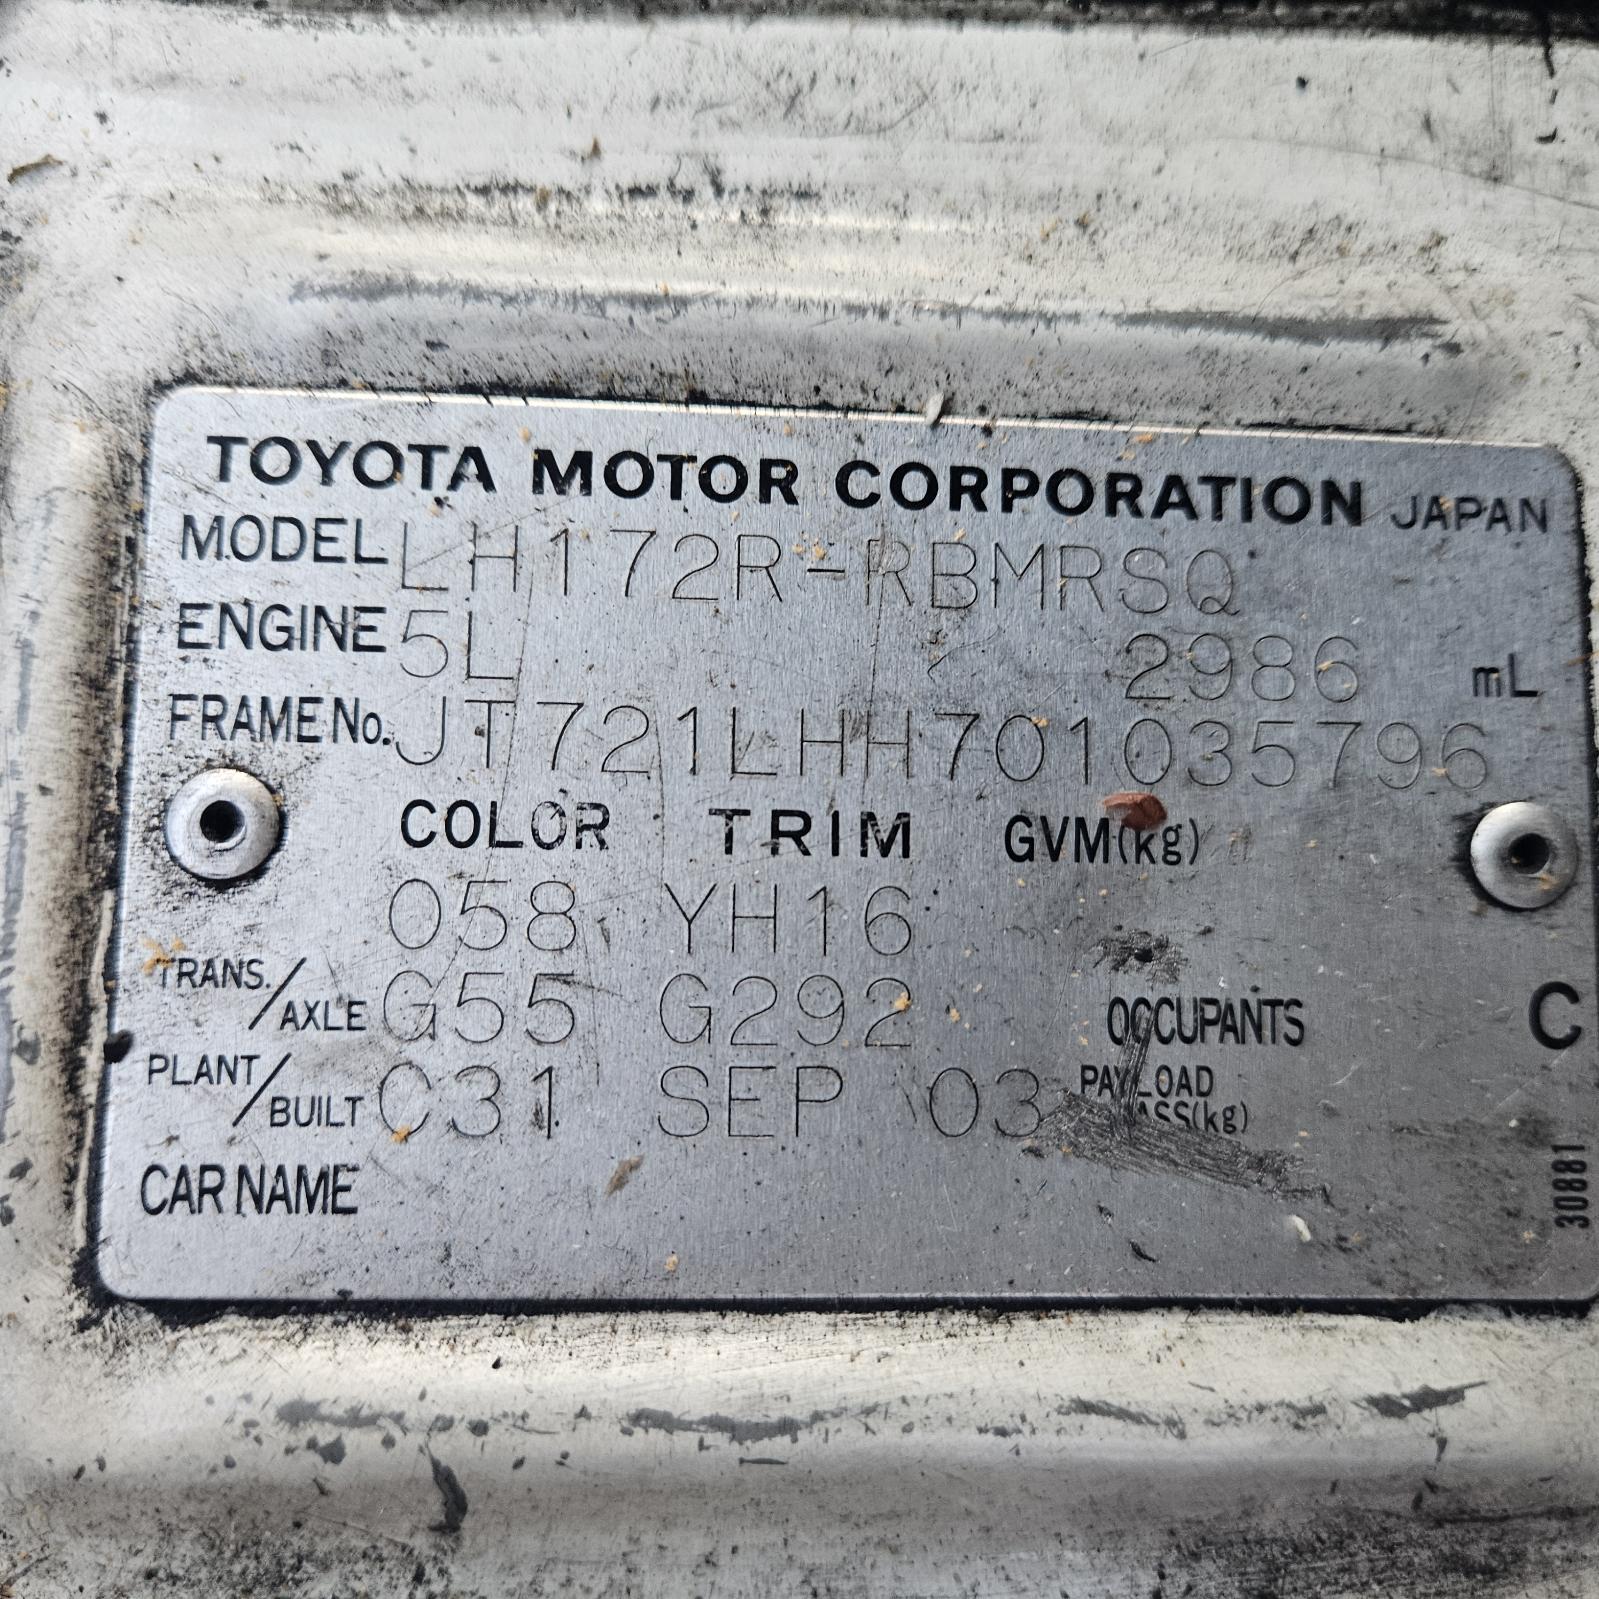 TOYOTA MOTOR CORPORATION JAPAN
MODEL LH172R-RBMRSQ
ENGINE 5L 2986 mL
FRAME No. JT721LHH701035796
COLOR TRIM GVM(kg)
058 YH16
TRANS./AXLE G55 G292 OCCUPANTS C
PLANT/BUILT C31 SEP 03 PAYLOAD
(kg)
CAR NAME
30881